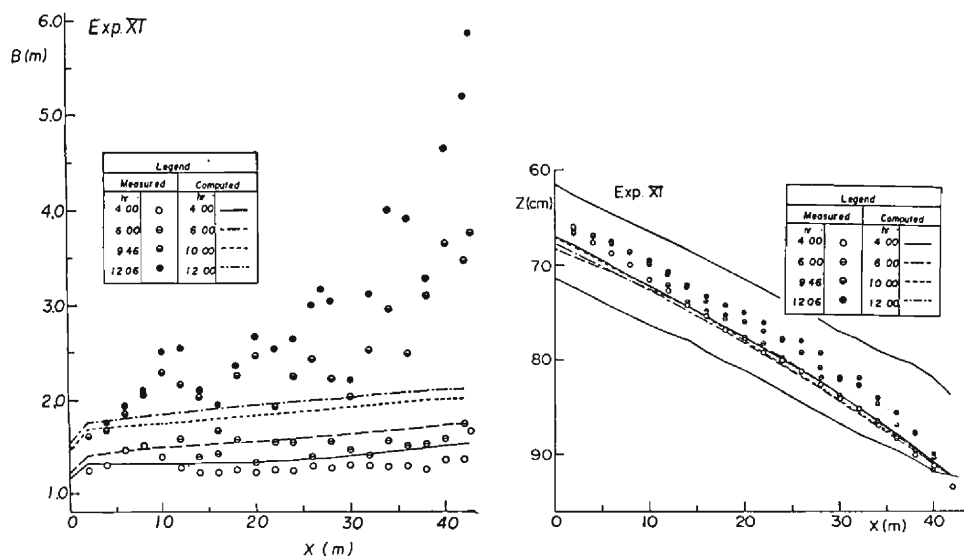 Exp. XI
B (m)
6.0
5.0
4.0
3.0
2.0
1.0
Legend
Measured Computed
hr hr
4 00 4 00
6 00 6 00
9 46 10 00
12 06 12 00
0 10 20 30 40
X (m)
Exp. XI
60
Z (cm)
70
80
90
Legend
Measured Computed
hr hr
4 00 4 00
6 00 6 00
9 46 10 00
12 06 12 00
0 10 20 30 40
X (m)